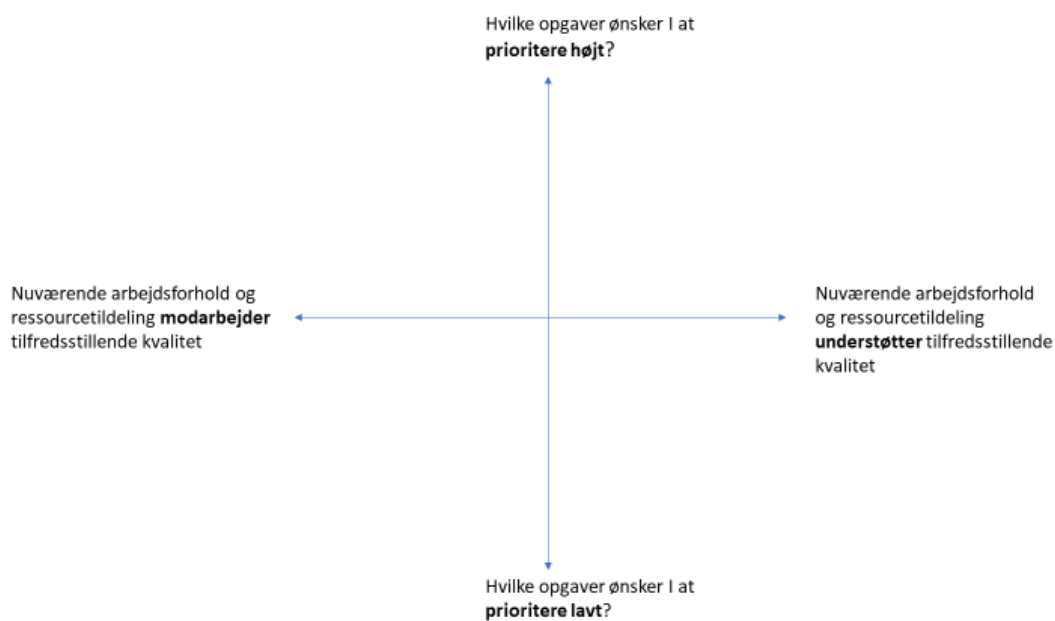 Hvilke opgaver ønsker I at
prioritere højt?
Nuværende arbejdsforhold og
ressourcetildeling modarbejder
tilfredsstillende kvalitet
Nuværende arbejdsforhold
og ressourcetildeling
understøtter tilfredsstillende
kvalitet
Hvilke opgaver ønsker I at
prioritere lavt?